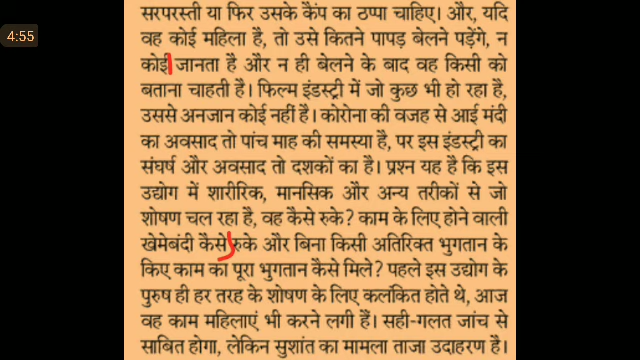 4:55
सरपरस्ती या फिर उसके कैंप का ठप्पा चाहिए। और, यदि
वह कोई महिला है, तो उसे कितने पापड़ बेलने पड़ेंगे, न
कोई जानता है और न ही बेलने के बाद वह किसी को
बताना चाहती है। फिल्म इंडस्ट्री में जो कुछ भी हो रहा है,
उससे अनजान कोई नहीं है। कोरोना की वजह से आई मंदी
का अवसाद तो पांच माह की समस्या है, पर इस इंडस्ट्री का
संघर्ष और अवसाद तो दशकों का है। प्रश्न यह है कि इस
उद्योग में शारीरिक, मानसिक और अन्य तरीकों से जो
शोषण चल रहा है, वह कैसे रुके? काम के लिए होने वाली
खेमेबंदी कैसे रुके और बिना किसी अतिरिक्त भुगतान के
किए काम का पूरा भुगतान कैसे मिले? पहले इस उद्योग के
पुरुष ही हर तरह के शोषण के लिए कलंकित होते थे, आज
वह काम महिलाएं भी करने लगी हैं। सही-गलत जांच से
साबित होगा, लेकिन सुशांत का मामला ताजा उदाहरण है।